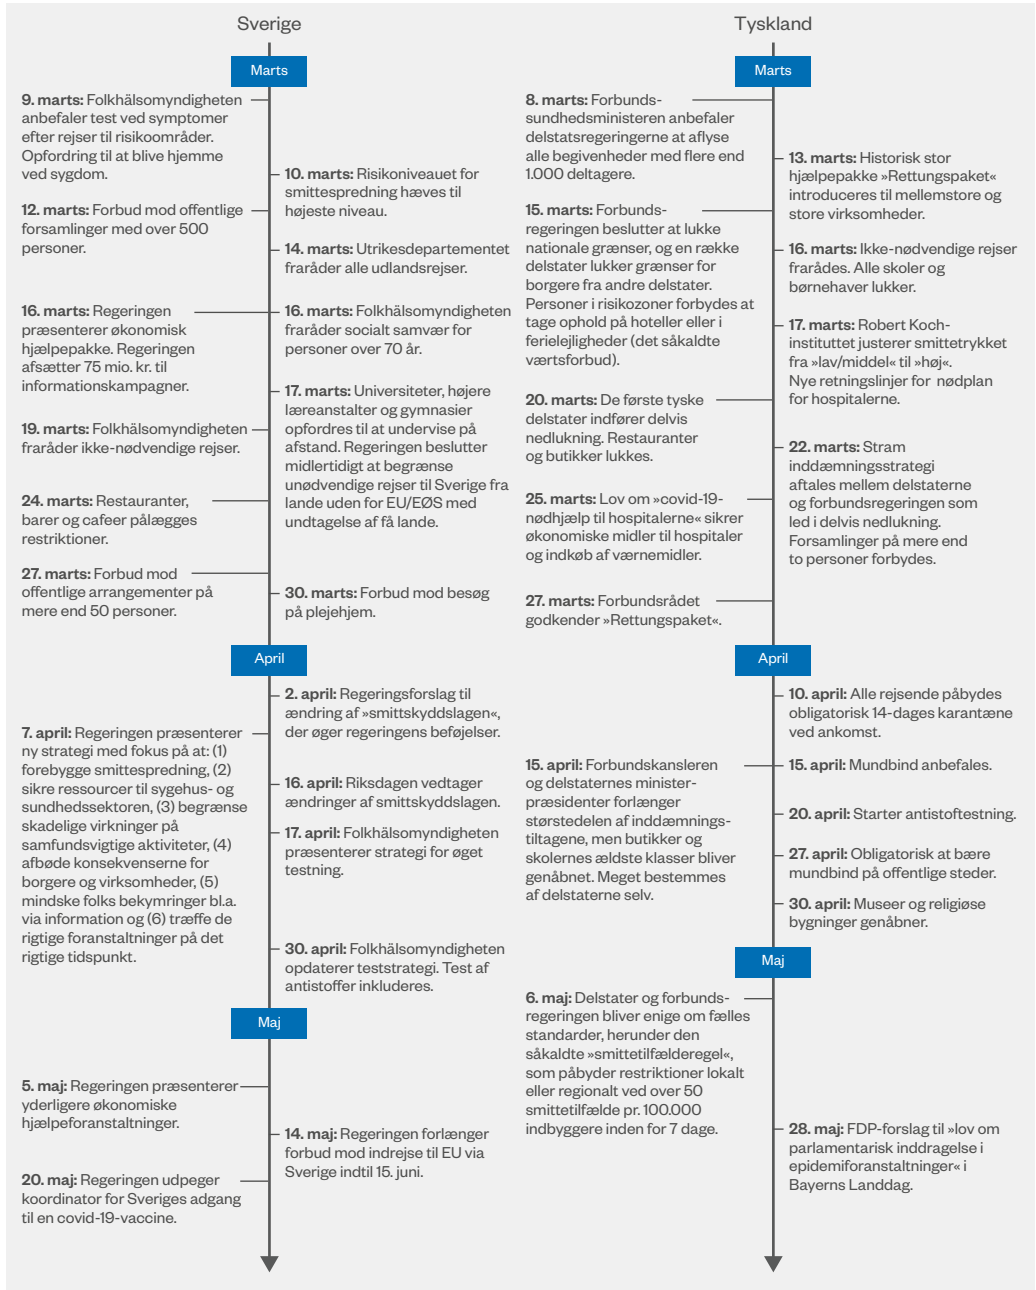 Sverige
Marts
9. marts: Folkhälsomyndigheten
anbefaler test ved symptomer
efter rejser til risikoområder.
Opfordring til at blive hjemme
ved sygdom.
10. marts: Risikoniveauet for
smittespredning hæves til
højeste niveau.
12. marts: Forbud mod offentlige
forsamlinger med over 500
personer.
14. marts: Utrikesdepartementet
fraråder alle udlandsrejser.
16. marts: Regeringen
præsenterer økonomisk
hjælpepakke. Regeringen
afsætter 75 mio. kr. til
informationskampagner.
16. marts: Folkhälsomyndigheten
fraråder socialt samvær for
personer over 70 år.
17. marts: Universiteter, højere
læreanstalter og gymnasier
opfordres til at undervise på
afstand. Regeringen beslutter
midlertidigt at begrænse
unødvendige rejser til Sverige fra
lande uden for EU/EØS med
undtagelse af få lande.
19. marts: Folkhälsomyndigheten
fraråder ikke-nødvendige rejser.
24. marts: Restauranter,
barer og cafeer pålægges
restriktioner.
27. marts: Forbud mod
offentlige arrangementer på
mere end 50 personer.
30. marts: Forbud mod besøg
på plejehjem.
April
2. april: Regeringsforslag til
ændring af »smittskyddslagen«,
der øger regeringens beføjelser.
7. april: Regeringen præsenterer
ny strategi med fokus på at: (1)
forebygge smittespredning, (2)
sikre ressourcer til sygehus- og
sundhedssektoren, (3) begrænse
skadelige virkninger på
samfundsvigtige aktiviteter, (4)
afbøde konsekvenserne for
borgere og virksomheder, (5)
mindske folks bekymringer bl.a.
via information og (6) træffe de
rigtige foranstaltninger på det
rigtige tidspunkt.
16. april: Riksdagen vedtager
ændringer af smittskyddslagen.
17. april: Folkhälsomyndigheten
præsenterer strategi for øget
testning.
30. april: Folkhälsomyndigheten
opdaterer teststrategi. Test af
antistoffer inkluderes.
Maj
5. maj: Regeringen præsenterer
yderligere økonomiske
hjælpeforanstaltninger.
14. maj: Regeringen forlænger
forbud mod indrejse til EU via
Sverige indtil 15. juni.
20. maj: Regeringen udpeger
koordinator for Sveriges adgang
til en covid-19-vaccine.
Tyskland
Marts
8. marts: Forbunds-
sundhedsministeren anbefaler
delstatsregeringerne at aflyse
alle begivenheder med flere end
1.000 deltagere.
13. marts: Historisk stor
hjælpepakke »Rettungspaket«
introduceres til mellemstore og
store virksomheder.
15. marts: Forbunds-
regeringen beslutter at lukke
nationale grænser, og en række
delstater lukker grænser for
borgere fra andre delstater.
Personer i risikozoner forbydes at
tage ophold på hoteller eller i
ferielejligheder (det såkaldte
værtsforbud).
16. marts: Ikke-nødvendige rejser
frarådes. Alle skoler og
børnehaver lukker.
17. marts: Robert Koch-
instituttet justerer smittetrykket
fra »lav/middel« til »høj«.
Nye retningslinjer for nødplan
for hospitalerne.
20. marts: De første tyske
delstater indfører delvis
nedlukning. Restauranter
og butikker lukkes.
22. marts: Stram
inddæmningsstrategi
aftales mellem delstaterne
og forbundsregeringen som
led i delvis nedlukning.
Forsamlinger på mere end
to personer forbydes.
25. marts: Lov om »covid-19-
nødhjælp til hospitalerne« sikrer
økonomiske midler til hospitaler
og indkøb af værnemidler.
27. marts: Forbundsrådet
godkender »Rettungspaket«.
April
10. april: Alle rejsende påbydes
obligatorisk 14-dages karantæne
ved ankomst.
15. april: Forbundskansleren
og delstaternes minister-
præsidenter forlænger
størstedelen af inddæmnings-
tiltagene, men butikker og
skolernes ældste klasser bliver
genåbnet. Meget bestemmes
af delstaterne selv.
15. april: Mundbind anbefales.
20. april: Starter antistoftestning.
27. april: Obligatorisk at bære
mundbind på offentlige steder.
30. april: Museer og religiøse
bygninger genåbner.
Maj
6. maj: Delstater og forbunds-
regeringen bliver enige om fælles
standarder, herunder den
såkaldte »smittetilfælderegel«,
som påbyder restriktioner lokalt
eller regionalt ved over 50
smittetilfælde pr. 100.000
indbyggere inden for 7 dage.
28. maj: FDP-forslag til »lov om
parlamentarisk inddragelse i
epidemiforanstaltninger« i
Bayerns Landdag.